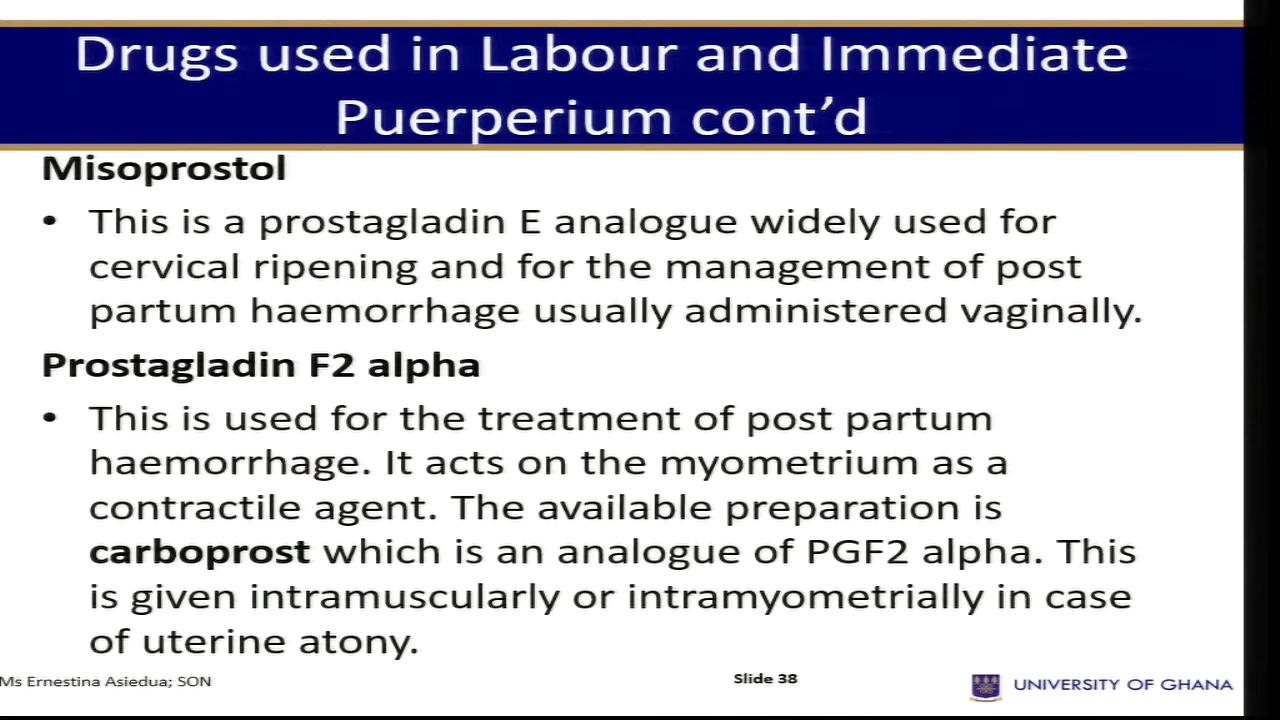 Drugs used in Labour and Immediate
Puerperium cont’d
Misoprostol
• This is a prostagladin E analogue widely used for
cervical ripening and for the management of post
partum haemorrhage usually administered vaginally.
Prostagladin F2 alpha
• This is used for the treatment of post partum
haemorrhage. It acts on the myometrium as a
contractile agent. The available preparation is
carboprost which is an analogue of PGF2 alpha. This
is given intramuscularly or intramyometrially in case
of uterine atony.
Ms Ernestina Asiedua; SON
Slide 38
UNIVERSITY OF GHANA